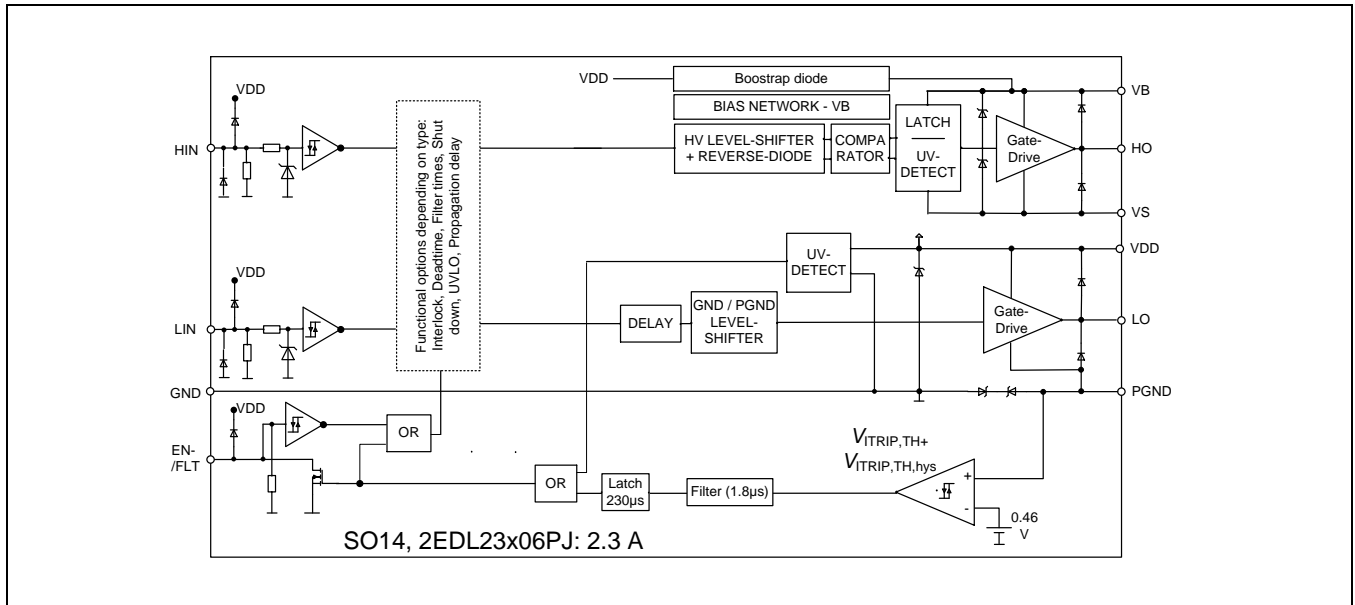 VDD
Boostrap diode
VB
VDD
BIAS NETWORK - VB
HIN
Functional options depending on type:
Interlock, Deadtime, Filter times, Shut
down, UVLO, Propagation delay
HV LEVEL-SHIFTER
+ REVERSE-DIODE
COMPA
RATOR
LATCH
UV-
DETECT
Gate-
Drive
HO
VS
VDD
UV-
DETECT
VDD
LIN
DELAY
GND / PGND
LEVEL-
SHIFTER
Gate-
Drive
LO
GND
PGND
VDD
EN-
/FLT
OR
OR
Latch
230µs
Filter (1.8µs)
VITRIP,TH+
VITRIP,TH,hys
+
-
0.46
V
SO14, 2EDL23x06PJ: 2.3 A